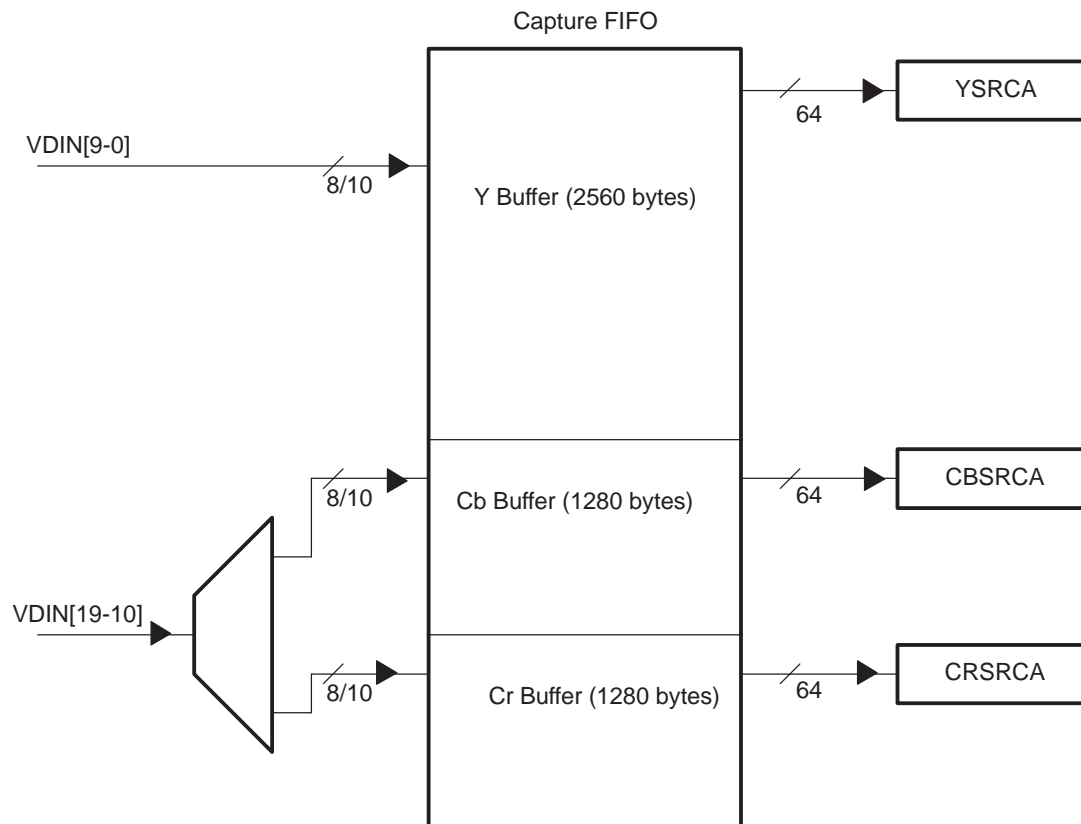 Capture FIFO
YSRCA
64
VDIN[9-0]
8/10
Y Buffer (2560 bytes)
CBSRCA
8/10
64
Cb Buffer (1280 bytes)
VDIN[19-10]
CRSRCA
8/10
64
Cr Buffer (1280 bytes)